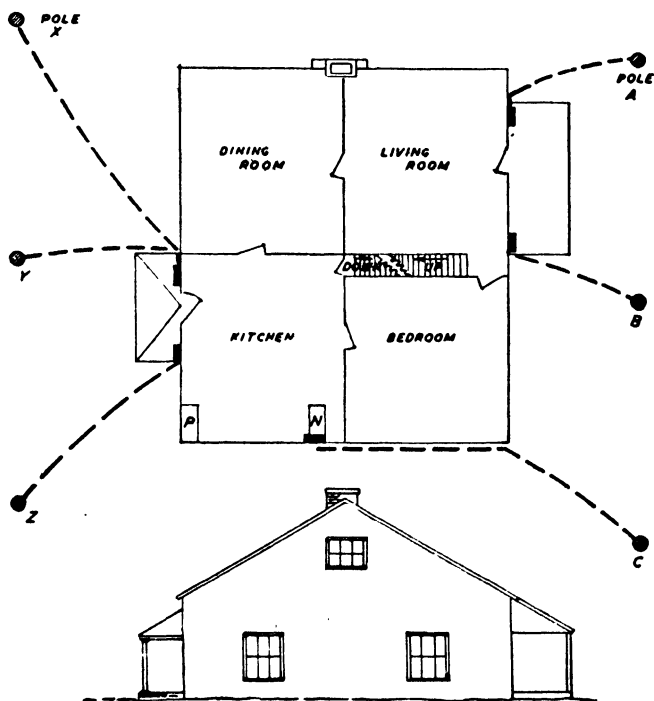 POLE
X
POLE
A
DINING
ROOM
LIVING
ROOM
Y
DOWN
UP
B
KITCHEN
BEDROOM
P
N
Z
C